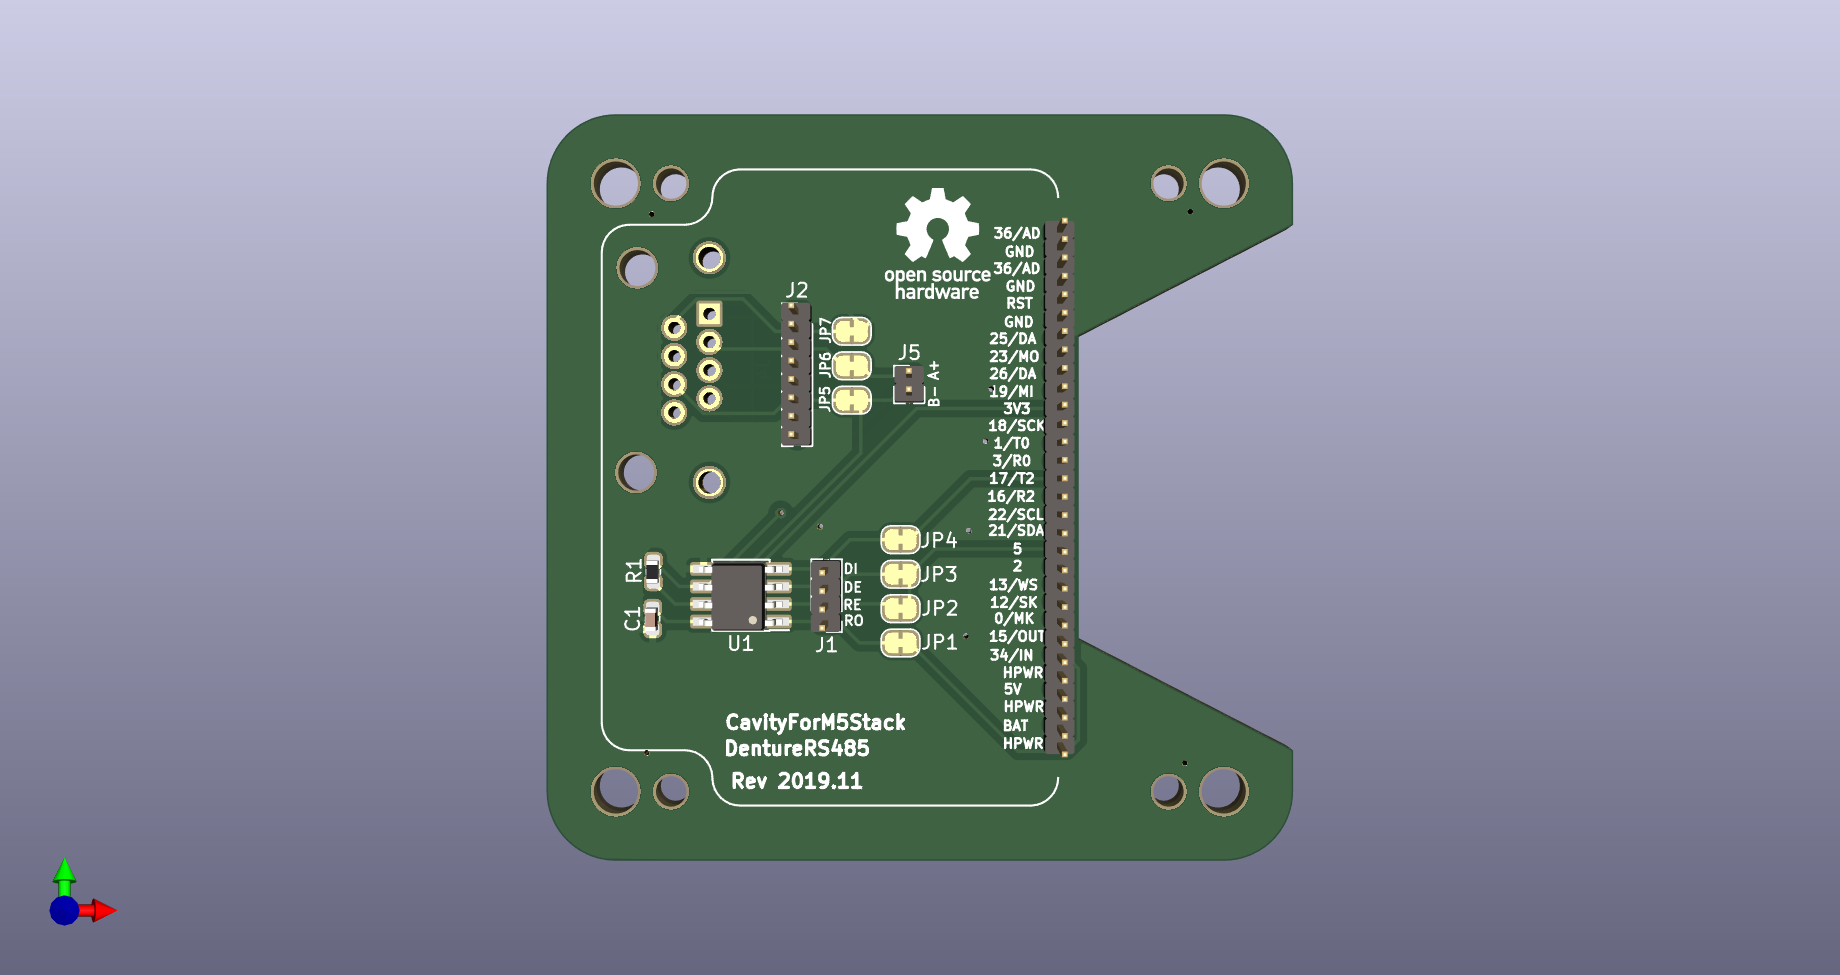 open source
hardware
J2
JP7
JP6
JP5
J5
A+
B-
36/AD
GND
36/AD
GND
RST
GND
25/DA
23/MO
26/DA
19/MI
3V3
18/SCK
1/T0
3/R0
17/T2
16/R2
22/SCL
21/SDA
5
2
13/WS
12/SK
0/MK
15/OUT
34/IN
HPWR
5V
HPWR
BAT
HPWR
R1
C1
U1
DI
DE
RE
RO
J1
JP4
JP3
JP2
JP1
CavityForM5Stack
DentureRS485
Rev 2019.11